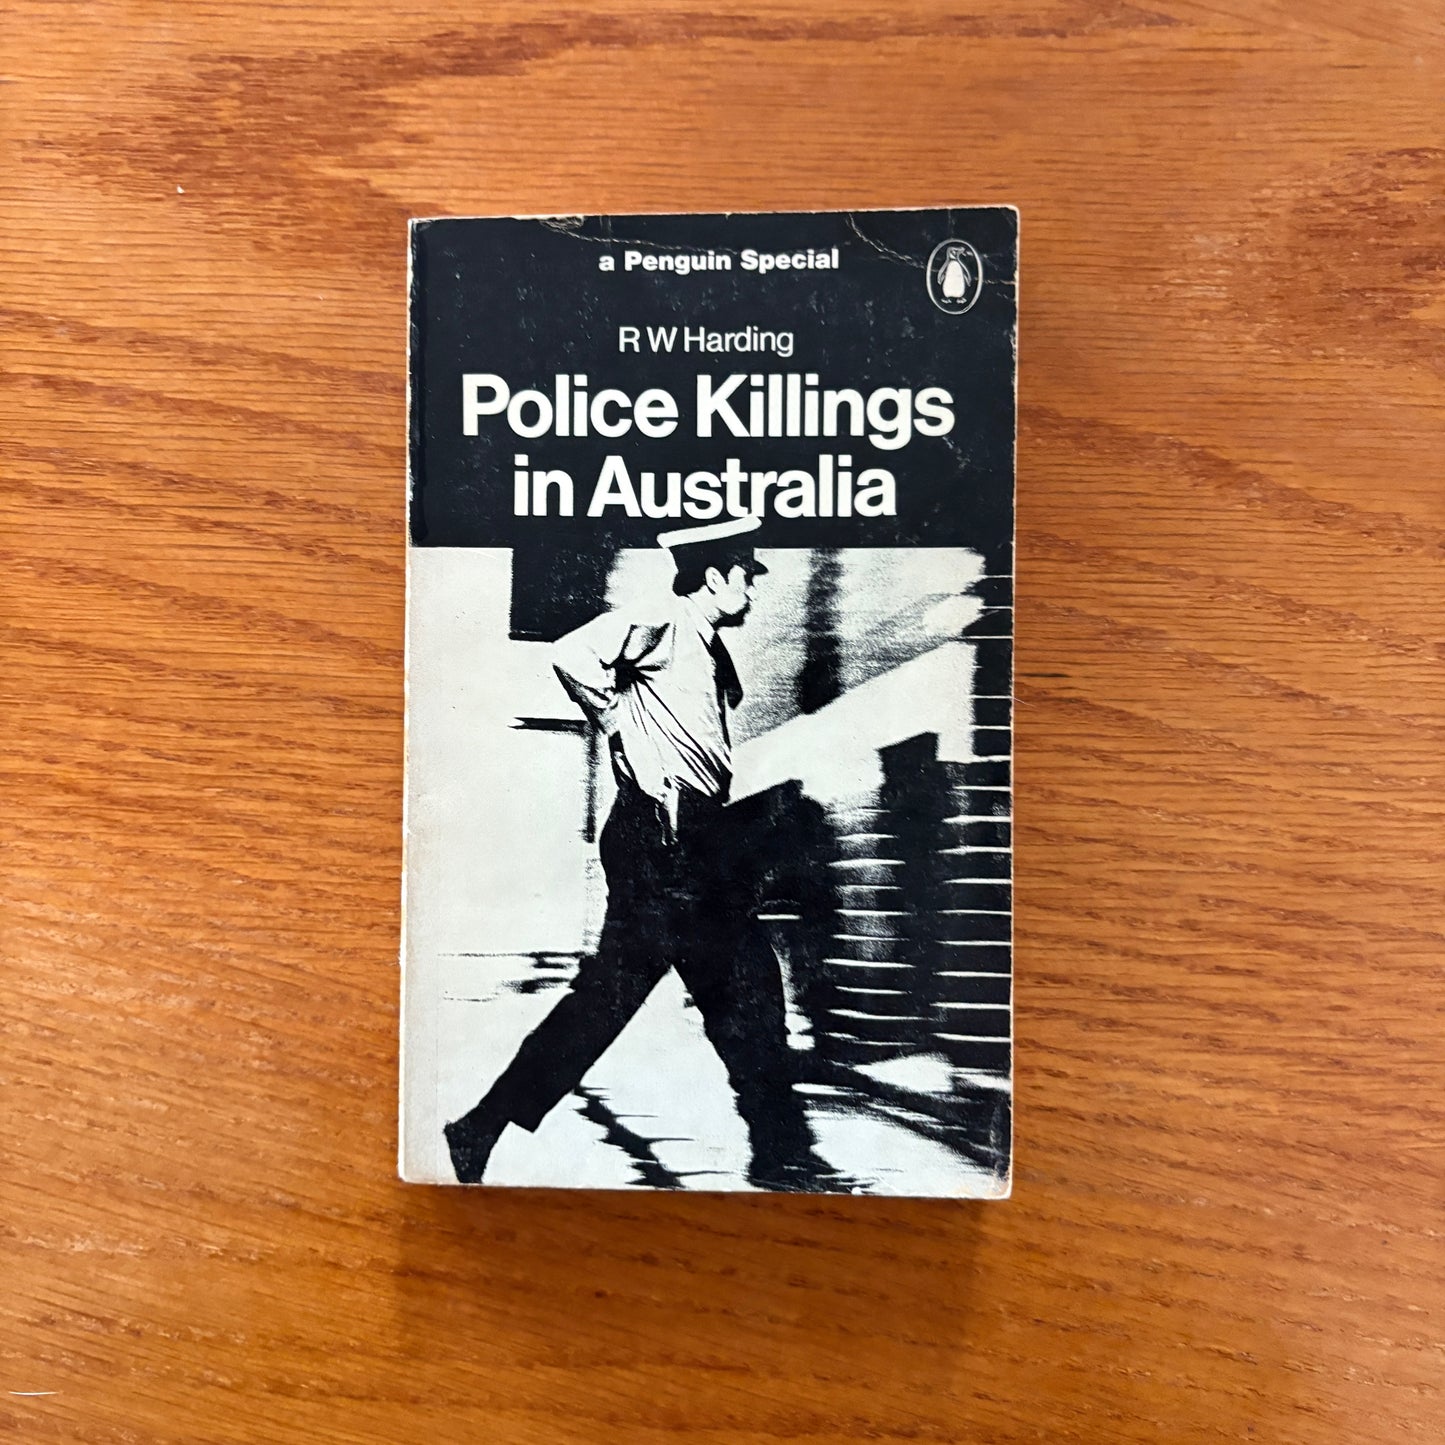 a Penguin Special
R W Harding
Police Killings
in Australia